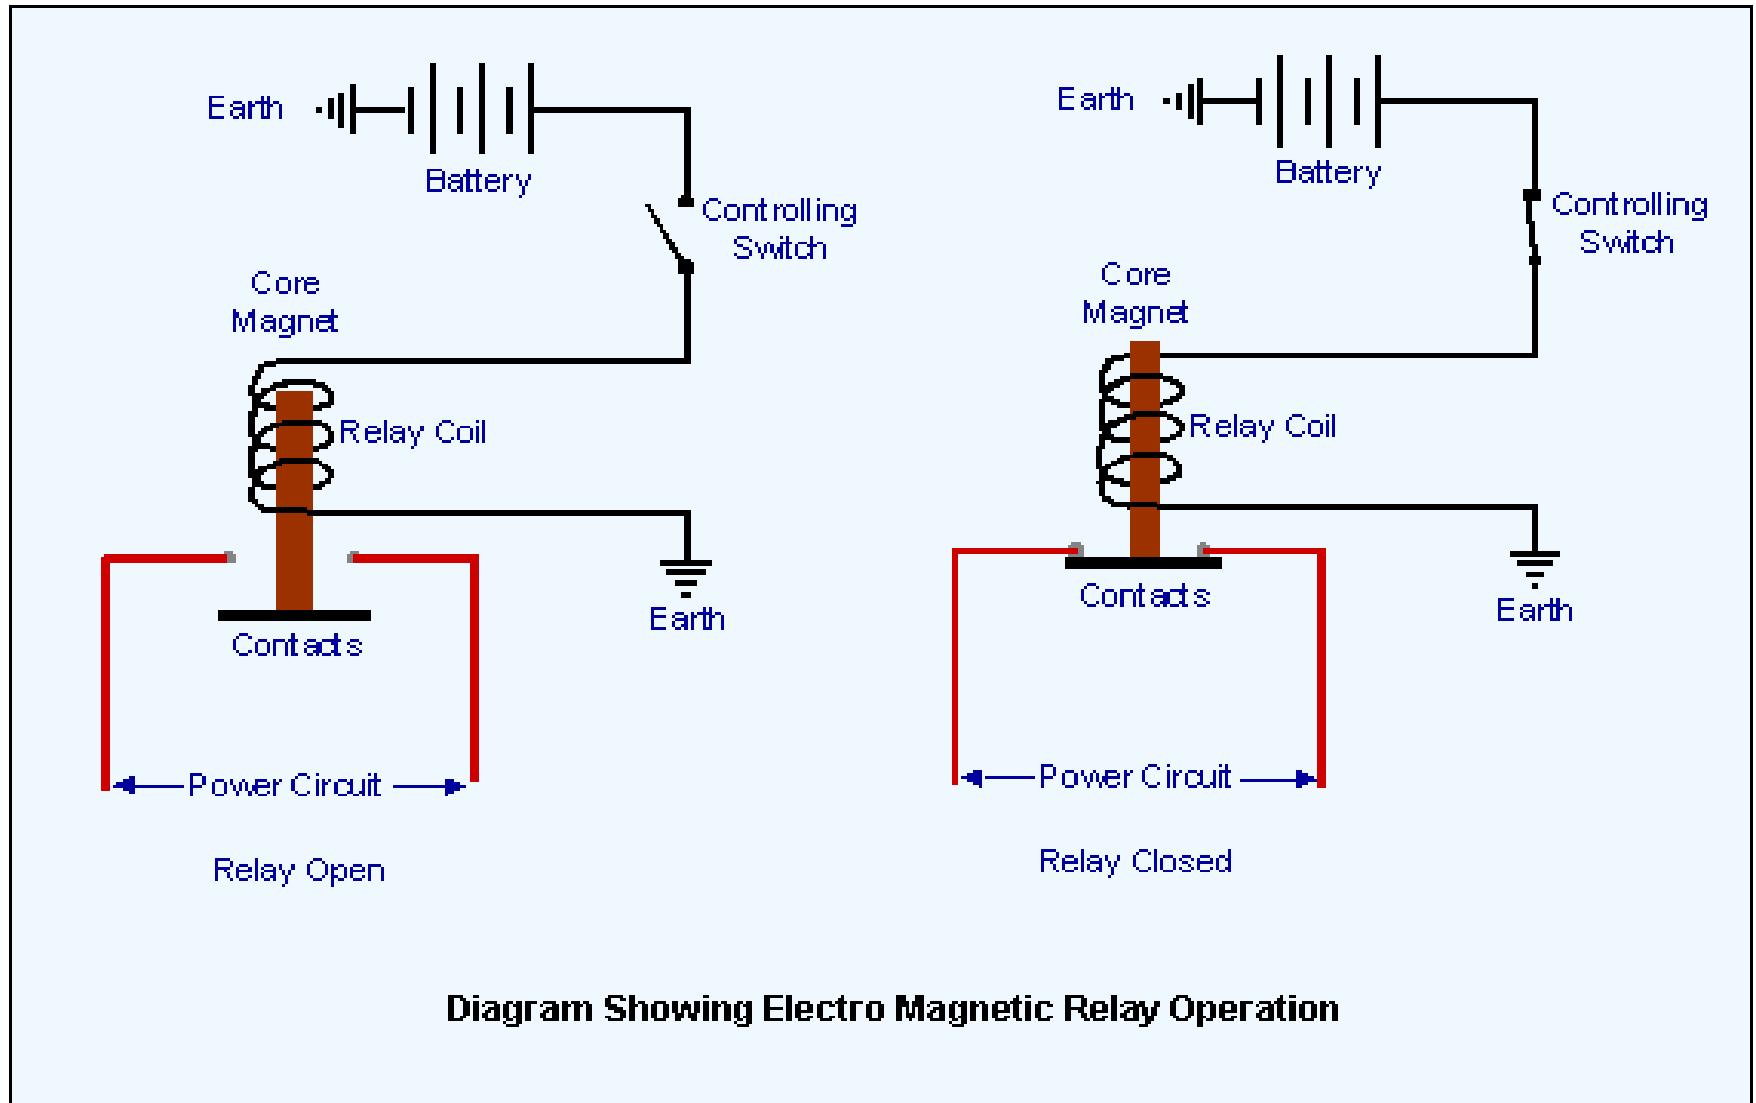 Earth
Battery
Controlling
Switch
Core
Magnet
Relay Coil
Earth
Contacts
Power Circuit
Relay Open
Earth
Battery
Controlling
Switch
Core
Magnet
Relay Coil
Contacts
Earth
Power Circuit
Relay Closed
Diagram Showing Electro Magnetic Relay Operation